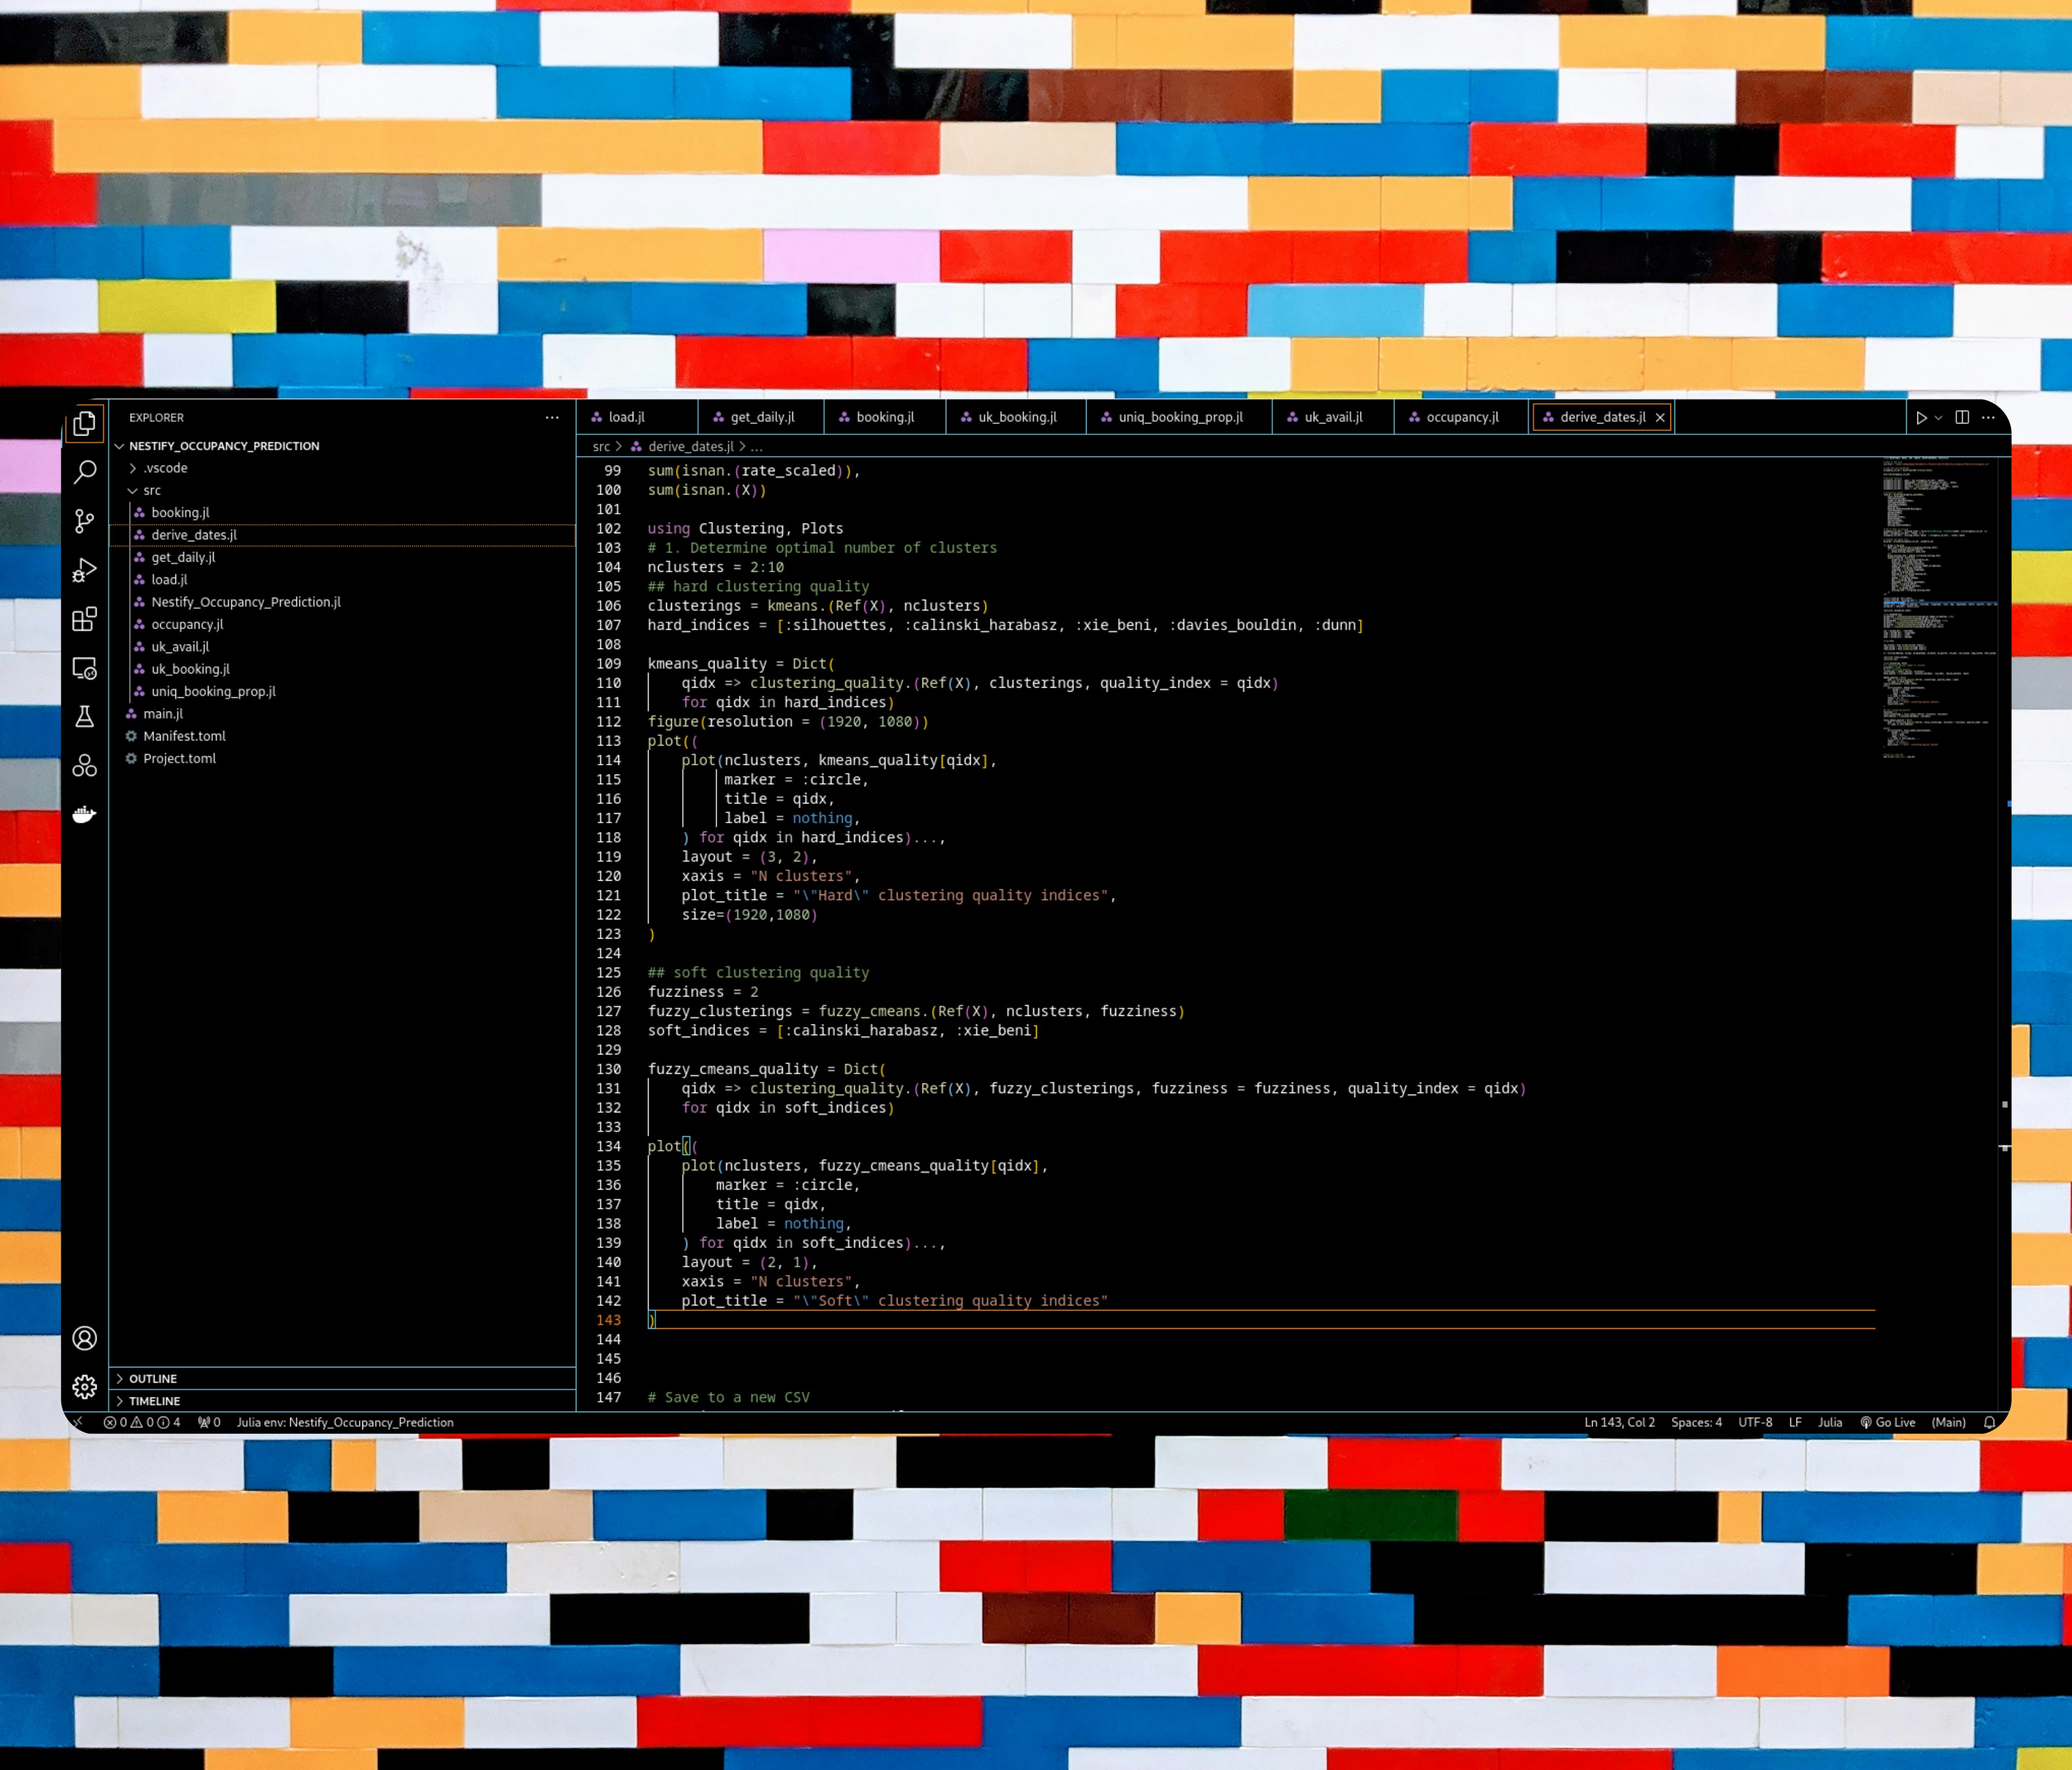 EXPLORER
NESTIFY_OCCUPANCY_PREDICTION
.vscode
src
booking.jl
derive_dates.jl
get_daily.jl
load.jl
Nestify_Occupancy_Prediction.jl
occupancy.jl
uk_avail.jl
uk_booking.jl
uniq_booking_prop.jl
main.jl
Manifest.toml
Project.toml
OUTLINE
TIMELINE
load.jl get_daily.jl booking.jl uk_booking.jl uniq_booking_prop.jl uk_avail.jl occupancy.jl derive_dates.jl
src > derive_dates.jl > ...
99 sum(isnan.(rate_scaled)),
100 sum(isnan.(X))
101
102 using Clustering, Plots
103 # 1. Determine optimal number of clusters
104 nclusters = 2:10
105 ## hard clustering quality
106 clusterings = kmeans.(Ref(X), nclusters)
107 hard_indices = [:silhouettes, :calinski_harabasz, :xie_beni, :davies_bouldin, :dunn]
108
109 kmeans_quality = Dict(
110     qidx => clustering_quality.(Ref(X), clusterings, quality_index = qidx)
111     for qidx in hard_indices)
112 figure(resolution = (1920, 1080))
113 plot((
114     plot(nclusters, kmeans_quality[qidx],
115          marker = :circle,
116          title = qidx,
117          label = nothing,
118     ) for qidx in hard_indices)...,
119     layout = (3, 2),
120     xaxis = "N clusters",
121     plot_title = "\"Hard\" clustering quality indices",
122     size=(1920,1080)
123 )
124
125 ## soft clustering quality
126 fuzziness = 2
127 fuzzy_clusterings = fuzzy_cmeans.(Ref(X), nclusters, fuzziness)
128 soft_indices = [:calinski_harabasz, :xie_beni]
129
130 fuzzy_cmeans_quality = Dict(
131     qidx => clustering_quality.(Ref(X), fuzzy_clusterings, fuzziness = fuzziness, quality_index = qidx)
132     for qidx in soft_indices)
133
134 plot((
135     plot(nclusters, fuzzy_cmeans_quality[qidx],
136         marker = :circle,
137         title = qidx,
138         label = nothing,
139     ) for qidx in soft_indices)...,
140     layout = (2, 1),
141     xaxis = "N clusters",
142     plot_title = "\"Soft\" clustering quality indices"
143 )
144
145
146
147 # Save to a new CSV
0 0 4 0 Julia env: Nestify_Occupancy_Prediction Ln 143, Col 2 Spaces: 4 UTF-8 LF Julia Go Live (Main)